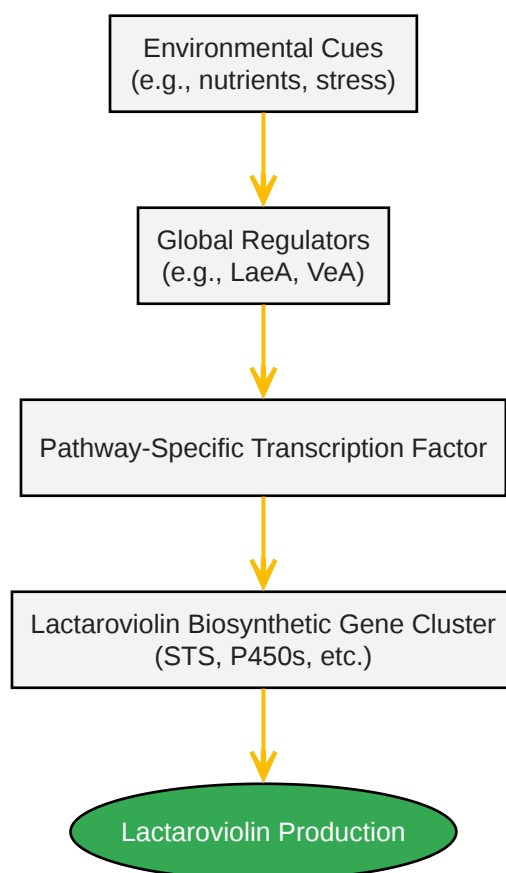 Environmental Cues
(e.g., nutrients, stress)
Global Regulators
(e.g., LaeA, VeA)
Pathway-Specific Transcription Factor
Lactaroviolin Biosynthetic Gene Cluster
(STS, P450s, etc.)
Lactaroviolin Production